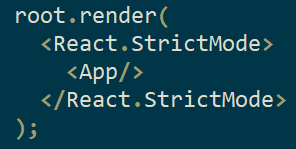 root.render(
  <React.StrictMode>
    <App/>
  </React.StrictMode>
);